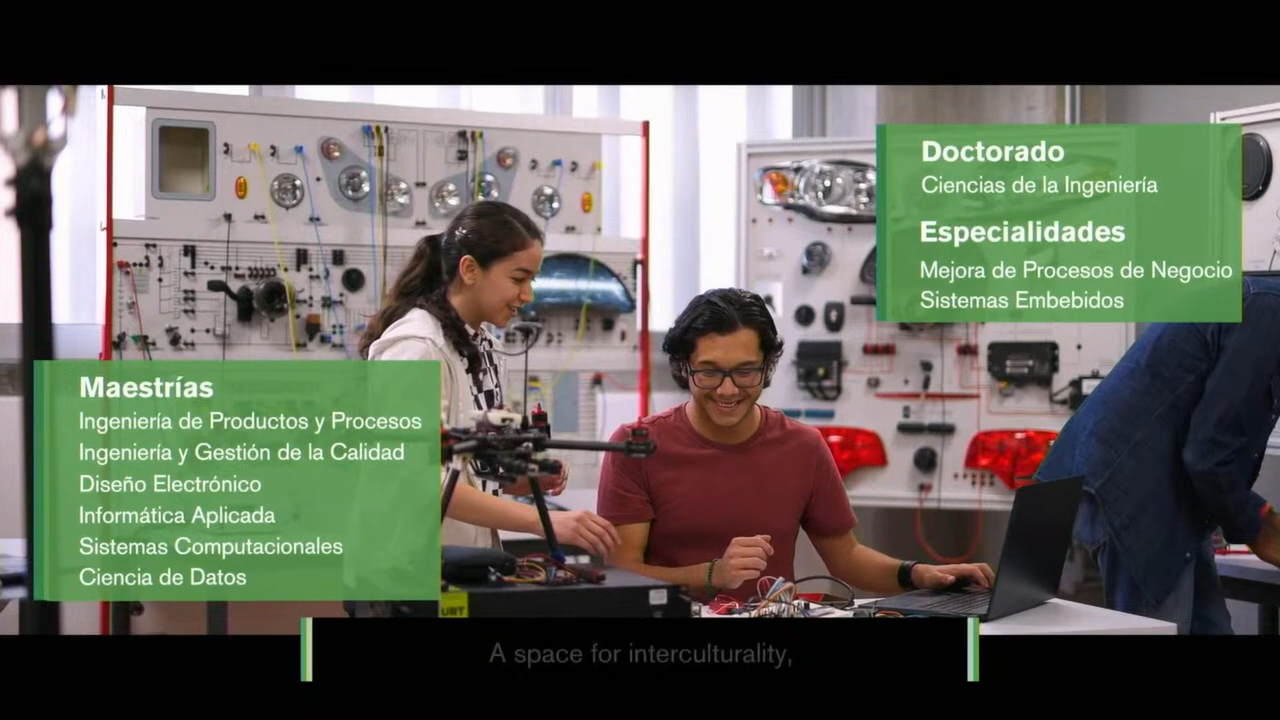 Doctorado
Ciencias de la Ingeniería
Especialidades
Mejora de Procesos de Negocio
Sistemas Embebidos
Maestrías
Ingeniería de Productos y Procesos
Ingeniería y Gestión de la Calidad
Diseño Electrónico
Informática Aplicada
Sistemas Computacionales
Ciencia de Datos
URT
A space for interculturality,